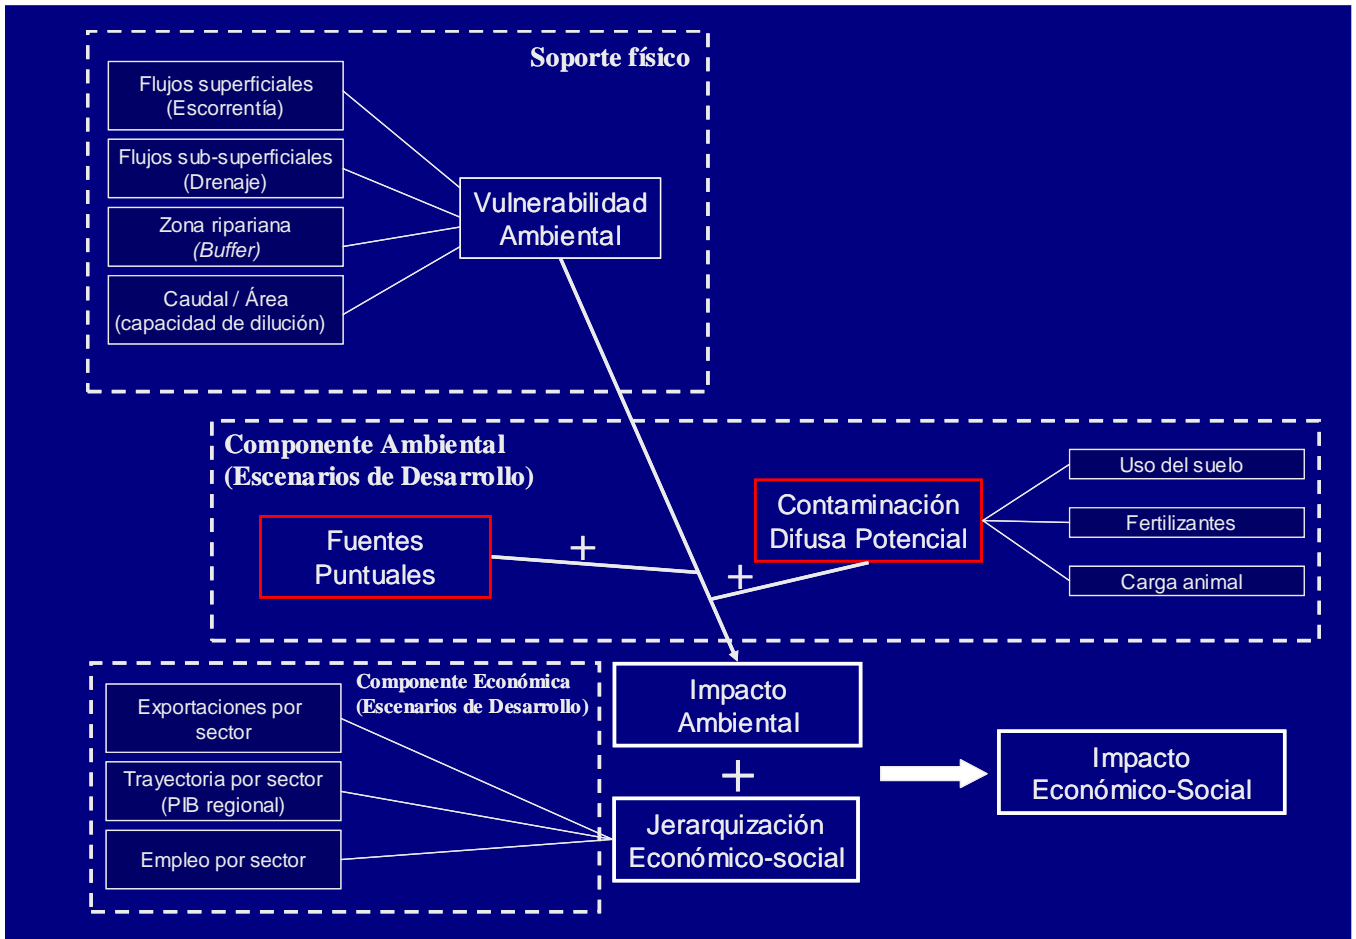 Soporte físico
Flujos superficiales
(Escorrentía)
Flujos sub-superficiales
(Drenaje)
Zona ripariana
(Buffer)
Caudal / Área
(capacidad de dilución)
Vulnerabilidad
Ambiental
Componente Ambiental
(Escenarios de Desarrollo)
Fuentes
Puntuales
+
Contaminación
Difusa Potencial
+
Uso del suelo
Fertilizantes
Carga animal
Componente Económica
(Escenarios de Desarrollo)
Exportaciones por
sector
Trayectoria por sector
(PIB regional)
Empleo por sector
Impacto
Ambiental
+
Jerarquización
Económico-social
Impacto
Económico-Social